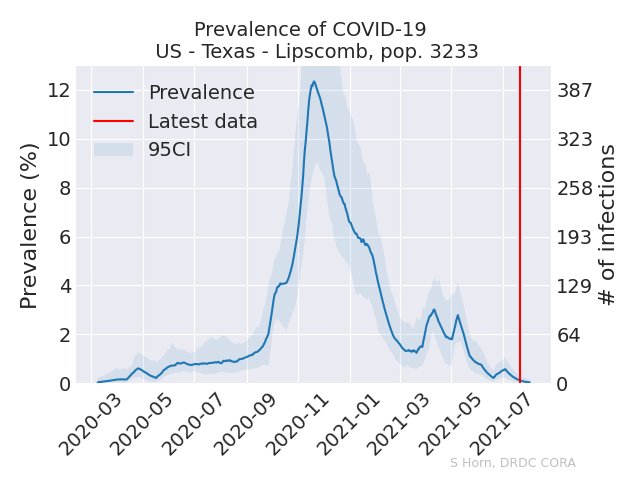 Prevalence of COVID-19
US - Texas - Lipscomb, pop. 3233
Prevalence
Latest data
95CI
Prevalence (%)
12
10
8
6
4
2
0
# of infections
387
323
258
193
129
64
0
2020-03
2020-05
2020-07
2020-09
2020-11
2021-01
2021-03
2021-05
2021-07
S Horn, DRDC CORA